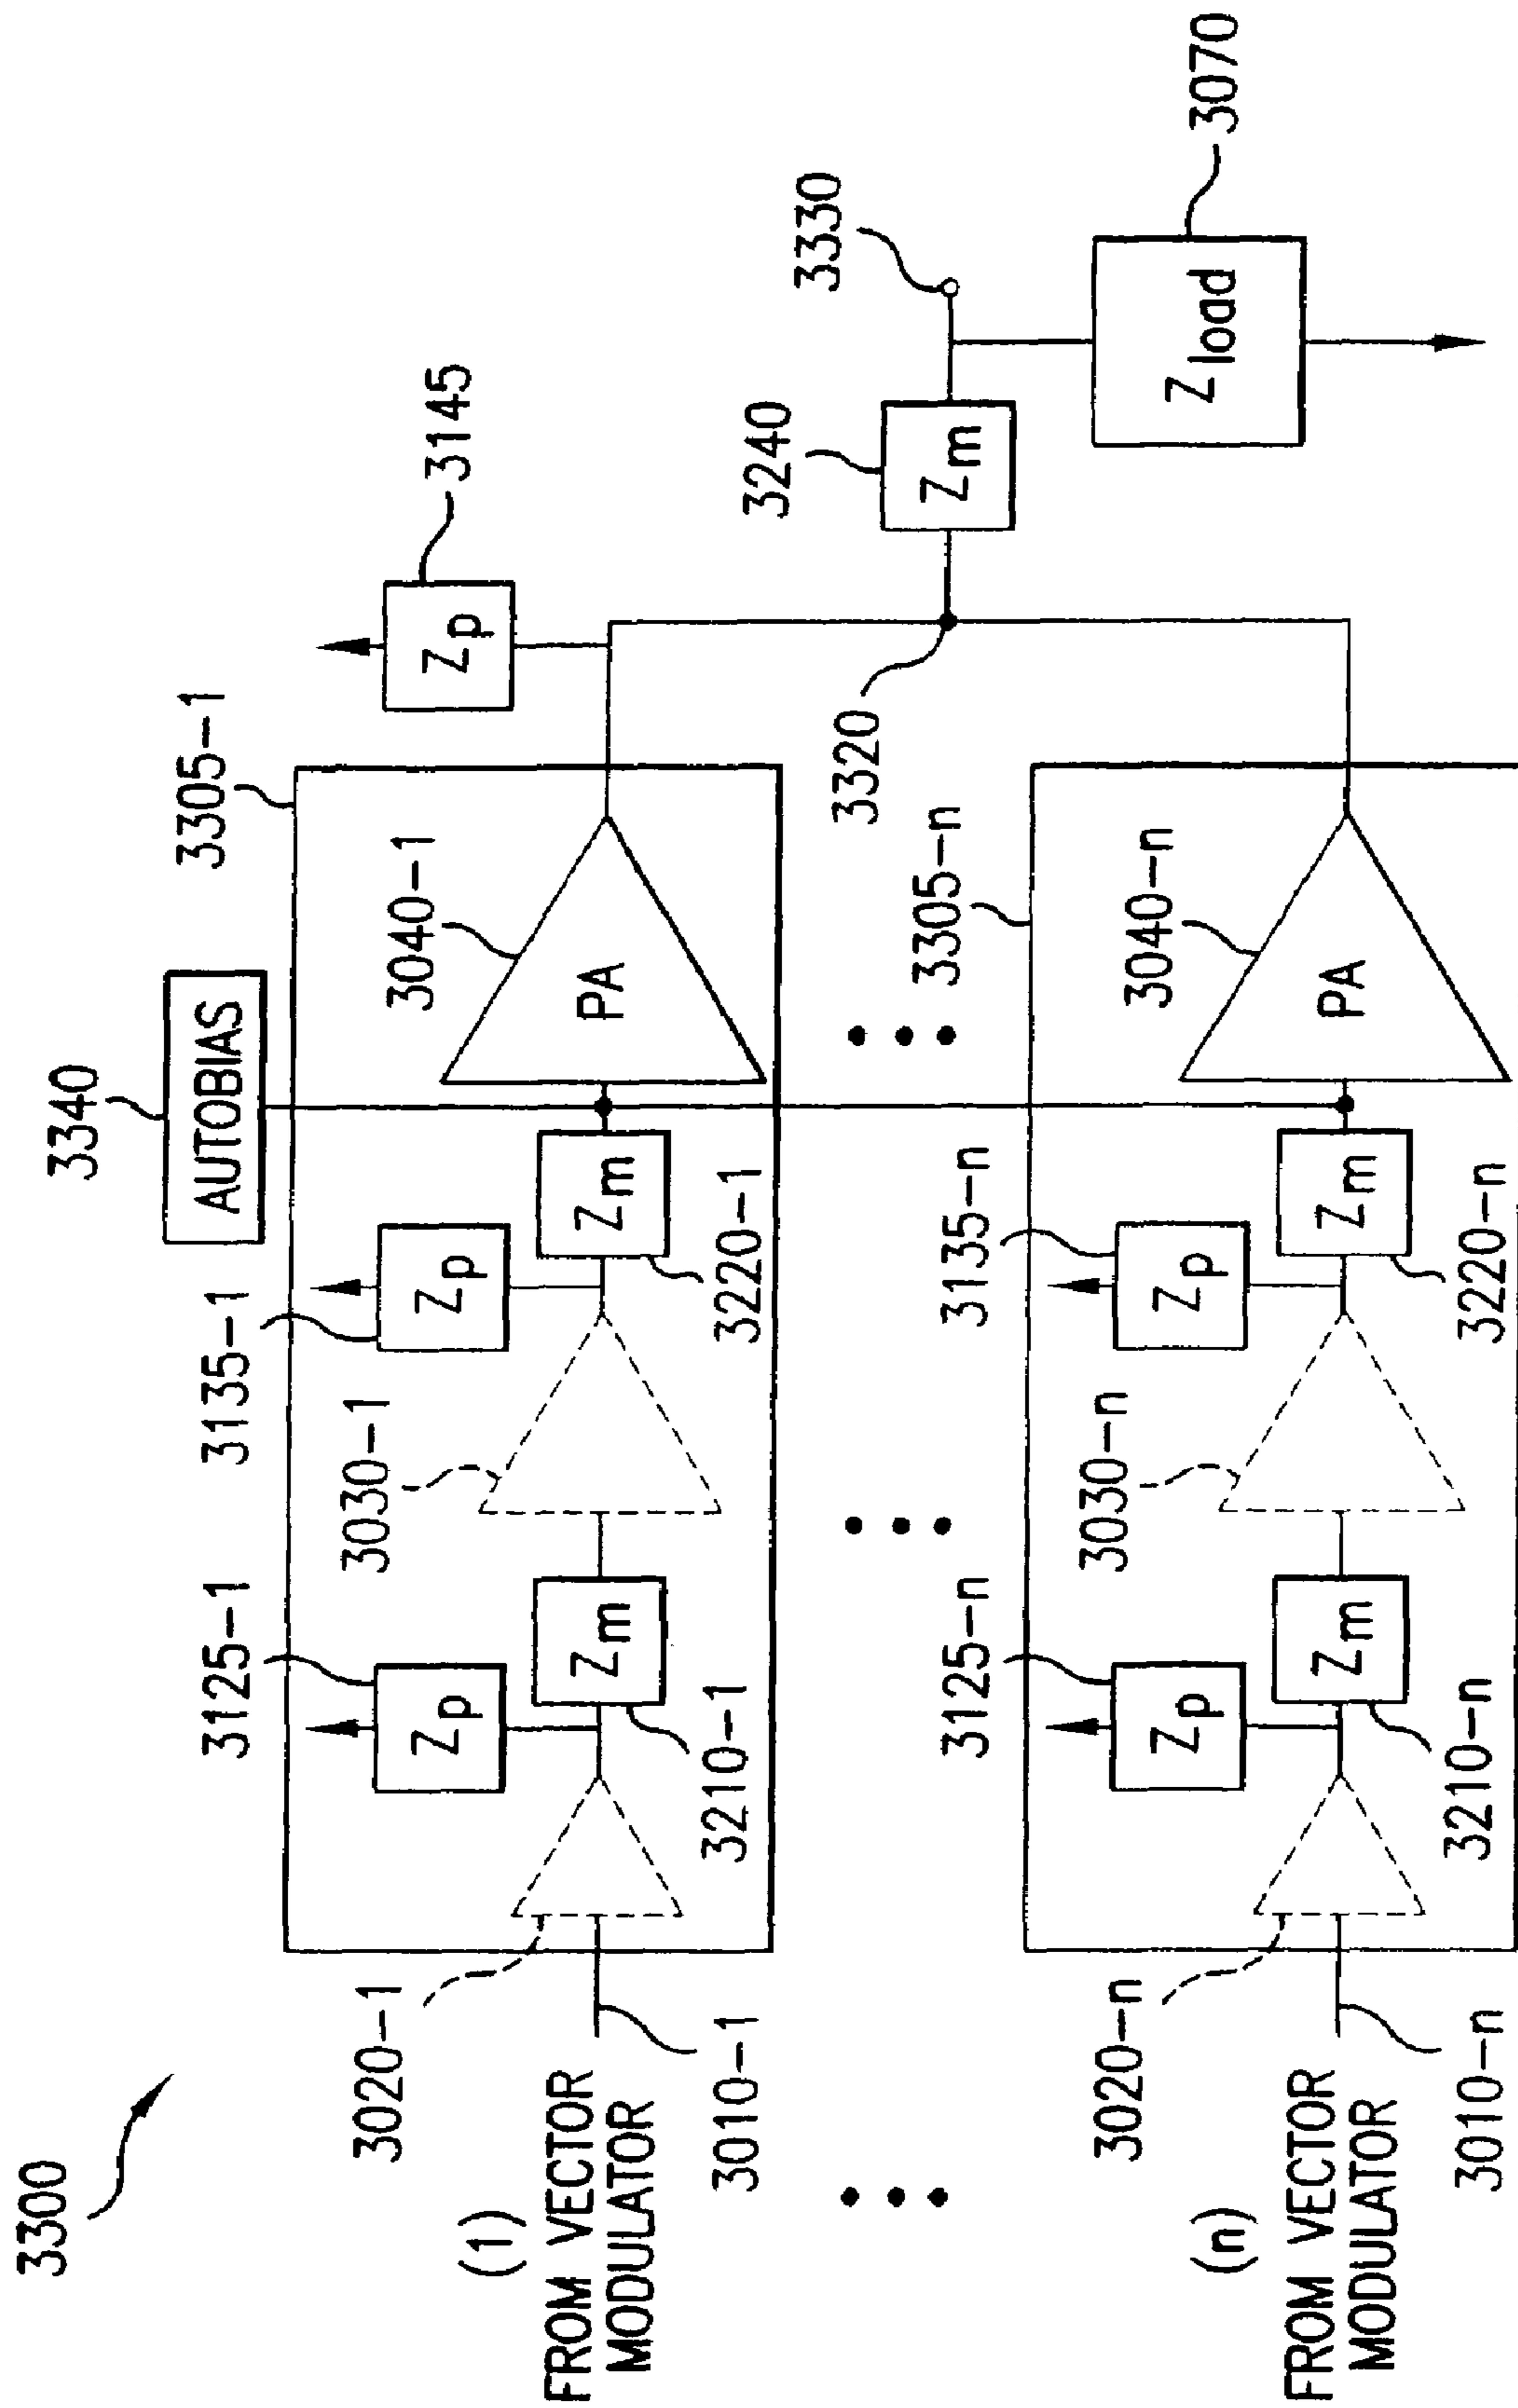 3300
3340
AUTOBIAS
3305-1
3125-1
3135-1
3145
Zp
Zp
Zp
3020-1
3030-1
3040-1
(1)
FROM VECTOR
MODULATOR
Zm
Zm
PA
3010-1
3210-1
3220-1
3240
3330
Zm
3320
3305-n
3125-n
3135-n
Zp
Zp
3020-n
3030-n
3040-n
Zload
3070
(n)
FROM VECTOR
MODULATOR
Zm
Zm
PA
3010-n
3210-n
3220-n